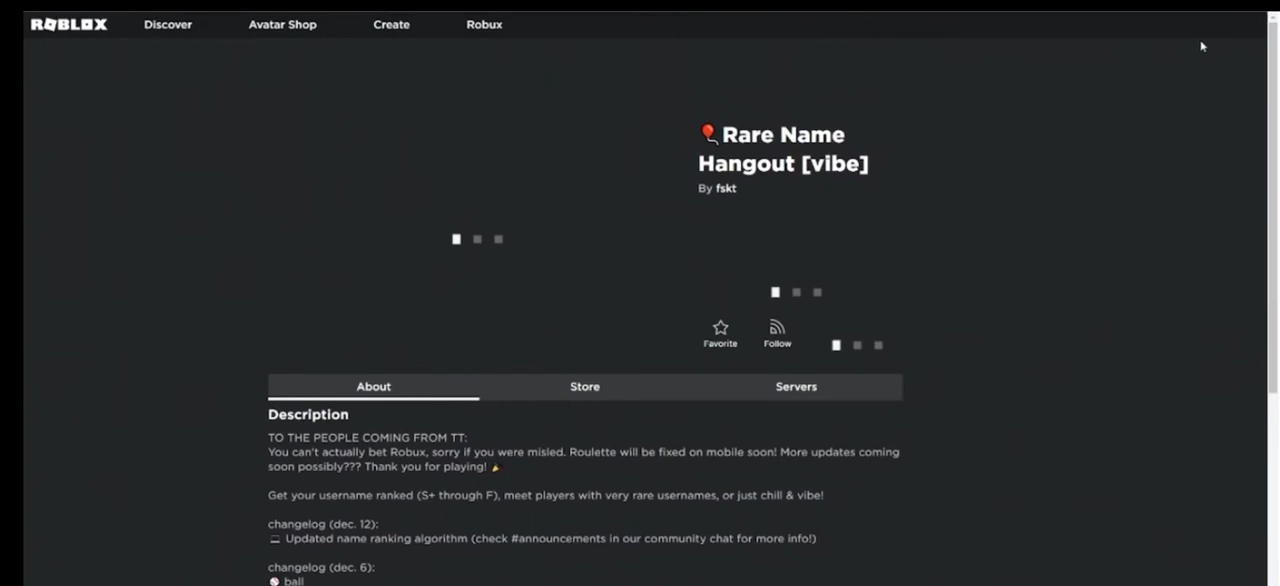 ROBLOX Discover Avatar Shop Create Robux
🎈Rare Name
Hangout [vibe]
By fskt
Favorite Follow
About Store Servers
Description
TO THE PEOPLE COMING FROM TT:
You can't actually bet Robux, sorry if you were misled. Roulette will be fixed on mobile soon! More updates coming
soon possibly??? Thank you for playing! 🎉
Get your username ranked (S+ through F), meet players with very rare usernames, or just chill & vibe!
changelog (dec. 12):
💻 Updated name ranking algorithm (check #announcements in our community chat for more info!)
changelog (dec. 6):
⚾ ball